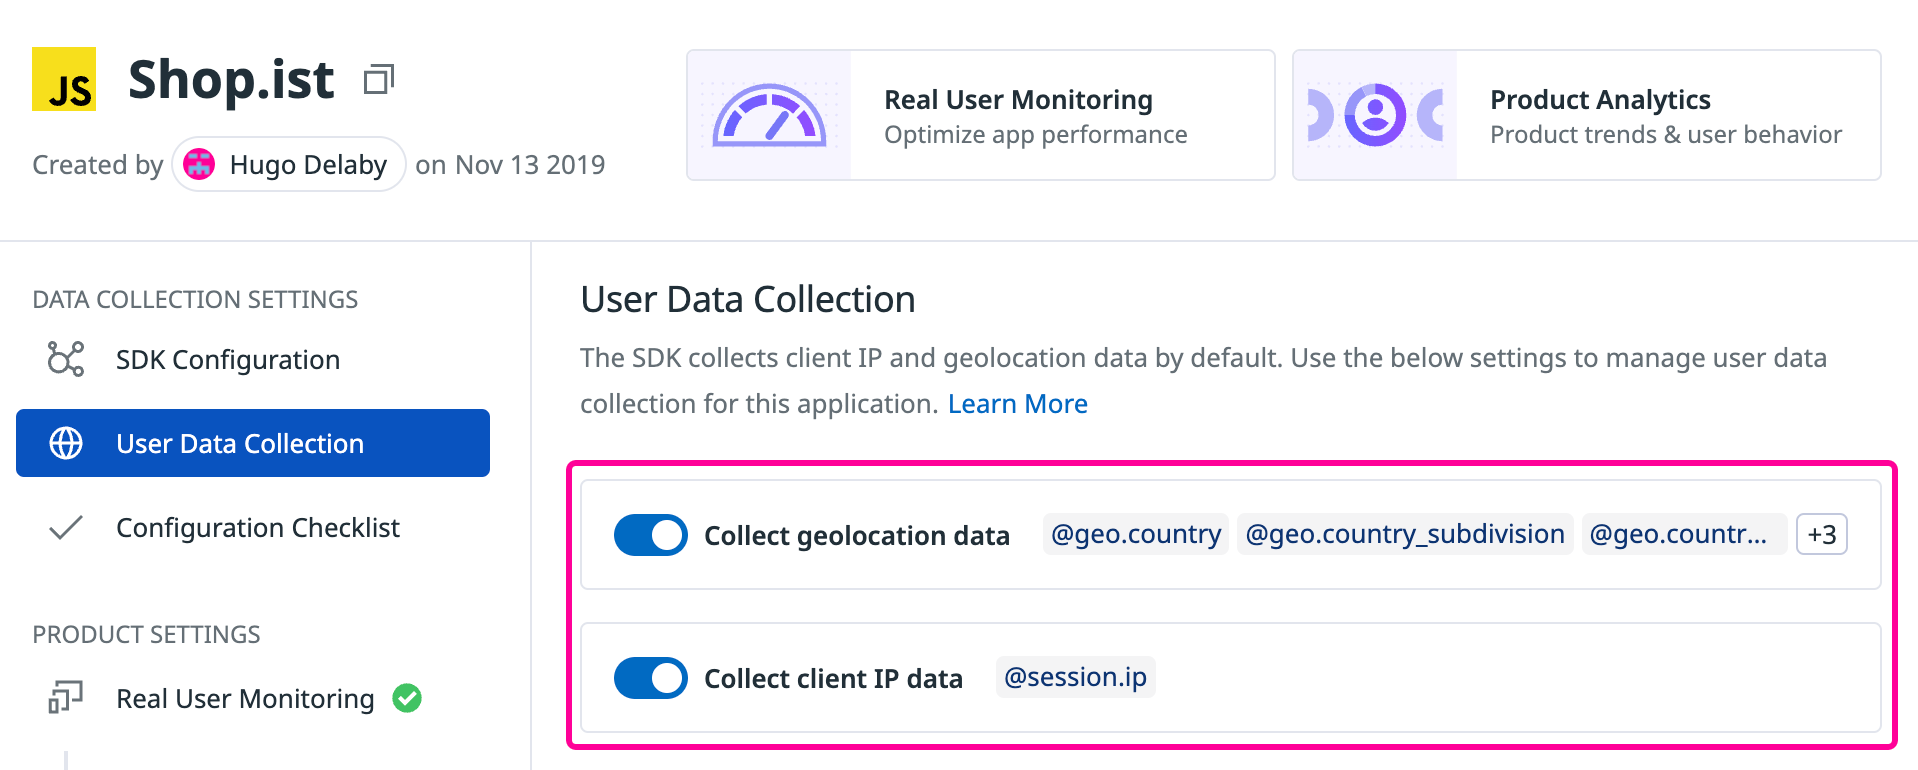 JS
Shop.ist
Created by Hugo Delaby on Nov 13 2019
Real User Monitoring
Optimize app performance
Product Analytics
Product trends & user behavior
DATA COLLECTION SETTINGS
SDK Configuration
User Data Collection
Configuration Checklist
PRODUCT SETTINGS
Real User Monitoring
User Data Collection
The SDK collects client IP and geolocation data by default. Use the below settings to manage user data
collection for this application. Learn More
Collect geolocation data @geo.country @geo.country_subdivision @geo.countr... +3
Collect client IP data @session.ip